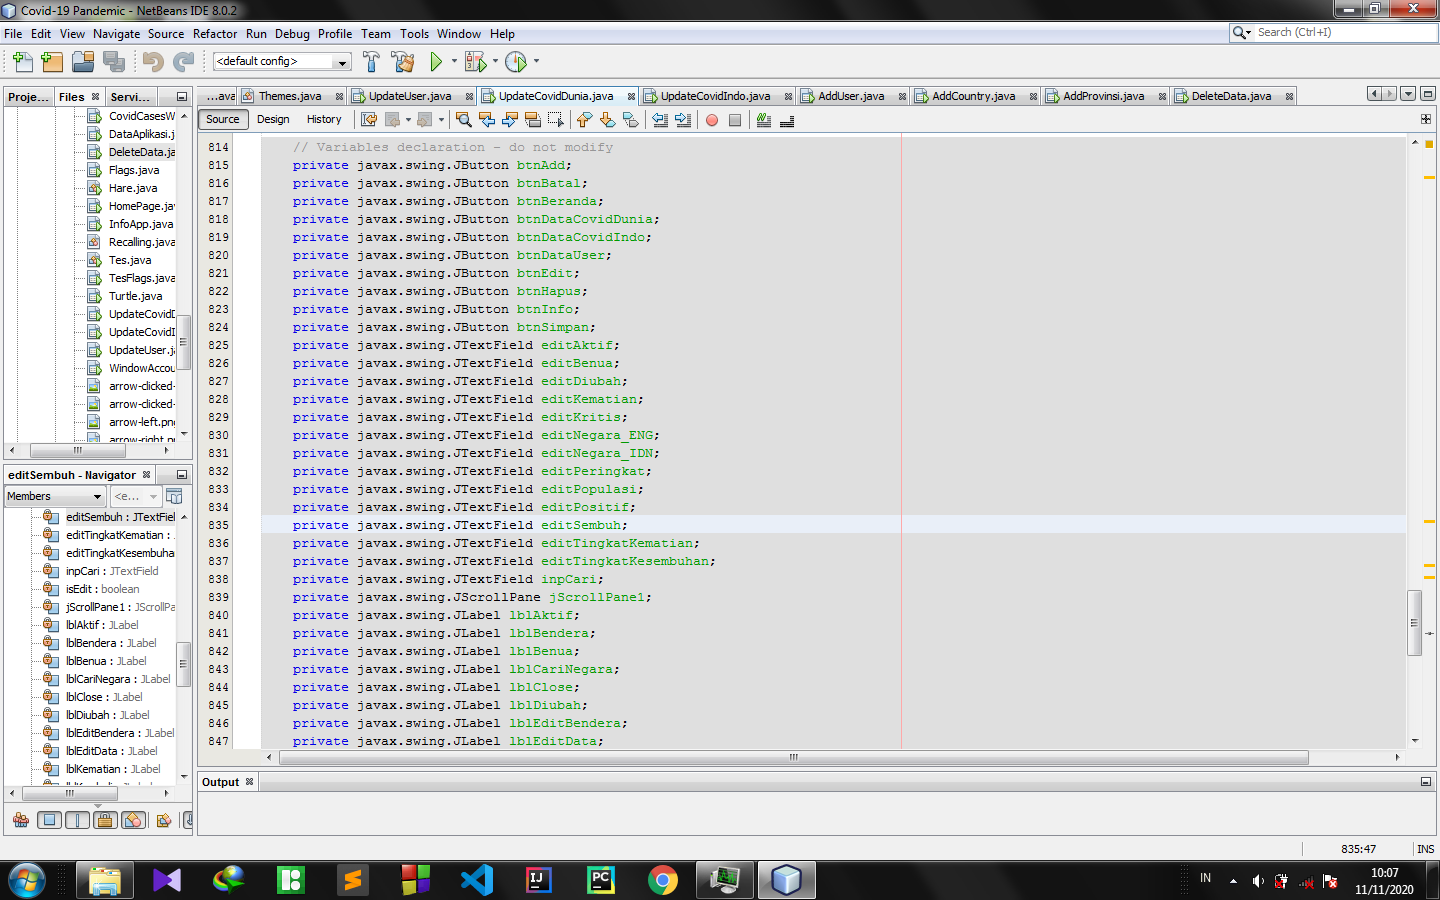 Covid-19 Pandemic - NetBeans IDE 8.0.2
File Edit View Navigate Source Refactor Run Debug Profile Team Tools Window Help
Search (Ctrl+I)
<default config>
Proje... Files Servi...
...ava Themes.java UpdateUser.java UpdateCovidDunia.java UpdateCovidIndo.java AddUser.java AddCountry.java AddProvinsi.java DeleteData.java
Source Design History
CovidCasesW
DataAplikasi.j
DeleteData.ja
Flags.java
Hare.java
HomePage.jav
InfoApp.java
Recalling.java
Tes.java
TesFlags.java
Turtle.java
UpdateCovidD
UpdateCovidI
UpdateUser.ja
WindowAccou
arrow-clicked-
arrow-clicked-
arrow-left.png
arrow-right.pn
editSembuh - Navigator
Members <e...
editSembuh : JTextFiel
editTingkatKematian :
editTingkatKesembuha
inpCari : JTextField
isEdit : boolean
jScrollPane1 : JScrollPa
lblAktif : JLabel
lblBendera : JLabel
lblBenua : JLabel
lblCariNegara : JLabel
lblClose : JLabel
lblDiubah : JLabel
lblEditBendera : JLabel
lblEditData : JLabel
lblKematian : JLabel
814 // Variables declaration - do not modify
815 private javax.swing.JButton btnAdd;
816 private javax.swing.JButton btnBatal;
817 private javax.swing.JButton btnBeranda;
818 private javax.swing.JButton btnDataCovidDunia;
819 private javax.swing.JButton btnDataCovidIndo;
820 private javax.swing.JButton btnDataUser;
821 private javax.swing.JButton btnEdit;
822 private javax.swing.JButton btnHapus;
823 private javax.swing.JButton btnInfo;
824 private javax.swing.JButton btnSimpan;
825 private javax.swing.JTextField editAktif;
826 private javax.swing.JTextField editBenua;
827 private javax.swing.JTextField editDiubah;
828 private javax.swing.JTextField editKematian;
829 private javax.swing.JTextField editKritis;
830 private javax.swing.JTextField editNegara_ENG;
831 private javax.swing.JTextField editNegara_IDN;
832 private javax.swing.JTextField editPeringkat;
833 private javax.swing.JTextField editPopulasi;
834 private javax.swing.JTextField editPositif;
835 private javax.swing.JTextField editSembuh;
836 private javax.swing.JTextField editTingkatKematian;
837 private javax.swing.JTextField editTingkatKesembuhan;
838 private javax.swing.JTextField inpCari;
839 private javax.swing.JScrollPane jScrollPane1;
840 private javax.swing.JLabel lblAktif;
841 private javax.swing.JLabel lblBendera;
842 private javax.swing.JLabel lblBenua;
843 private javax.swing.JLabel lblCariNegara;
844 private javax.swing.JLabel lblClose;
845 private javax.swing.JLabel lblDiubah;
846 private javax.swing.JLabel lblEditBendera;
847 private javax.swing.JLabel lblEditData;
Output
835:47 INS
IJ
PC
IN
10:07
11/11/2020